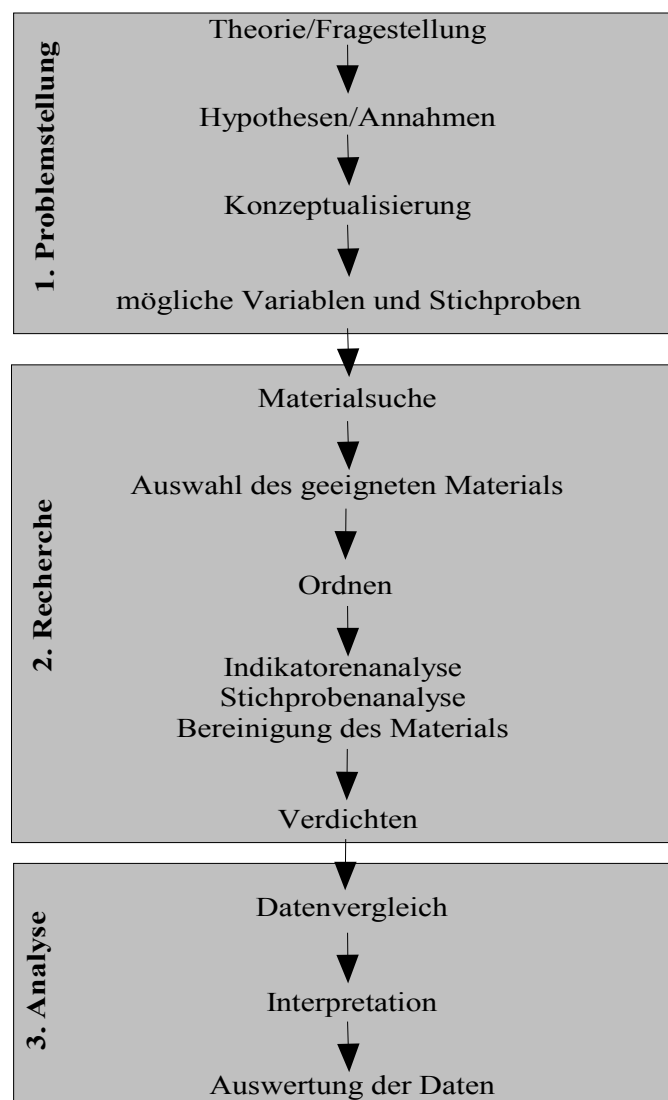 1. Problemstellung
Theorie/Fragestellung
Hypothesen/Annahmen
Konzeptualisierung
mögliche Variablen und Stichproben
2. Recherche
Materialsuche
Auswahl des geeigneten Materials
Ordnen
Indikatorenanalyse
Stichprobenanalyse
Bereinigung des Materials
Verdichten
3. Analyse
Datenvergleich
Interpretation
Auswertung der Daten